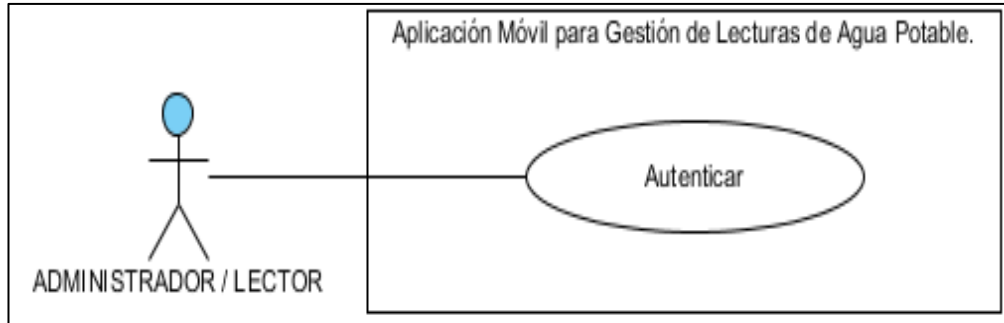 Aplicación Móvil para Gestión de Lecturas de Agua Potable.
Autenticar
ADMINISTRADOR / LECTOR